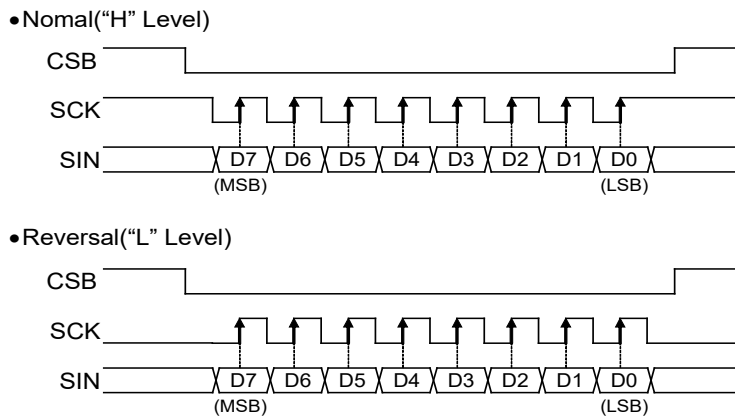 •Nomal(“H” Level)
CSB
SCK
SIN D7 D6 D5 D4 D3 D2 D1 D0
(MSB) (LSB)
•Reversal(“L” Level)
CSB
SCK
SIN D7 D6 D5 D4 D3 D2 D1 D0
(MSB) (LSB)